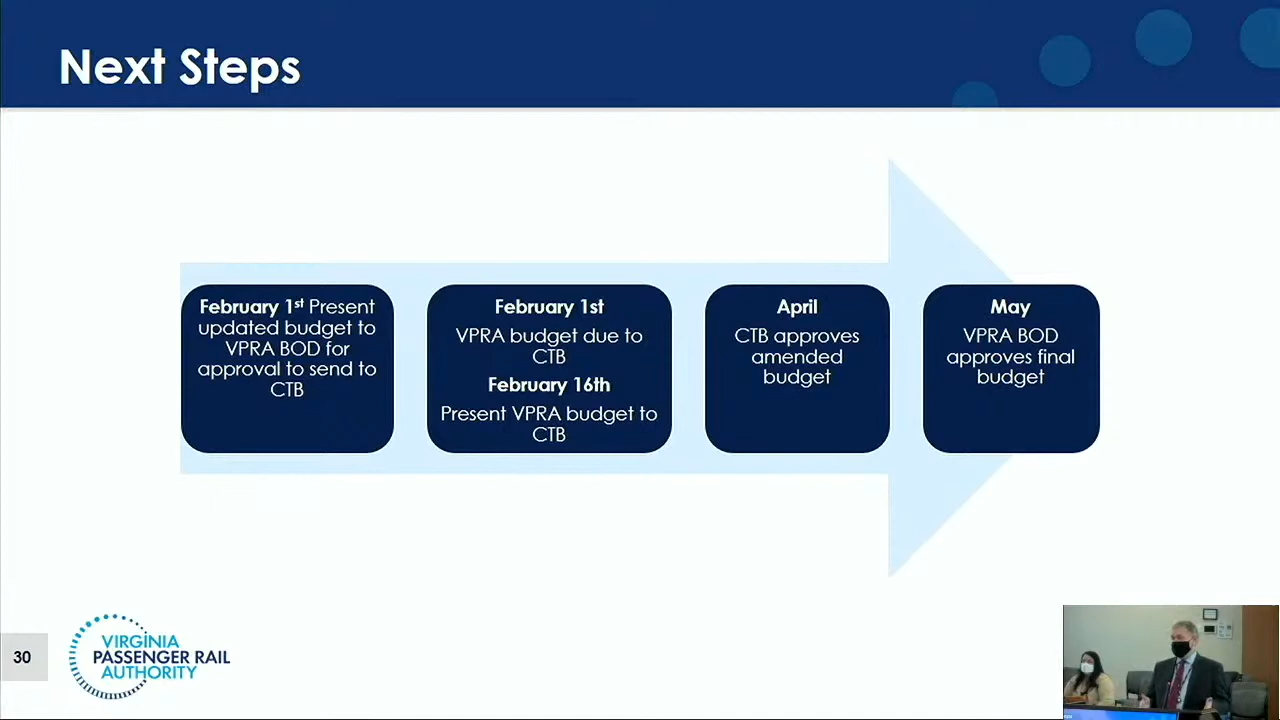 Next Steps
February 1st Present
updated budget to
VPRA BOD for
approval to send to
CTB
February 1st
VPRA budget due to
CTB
February 16th
Present VPRA budget to
CTB
April
CTB approves
amended
budget
May
VPRA BOD
approves final
budget
30
VIRGINIA
PASSENGER RAIL
AUTHORITY